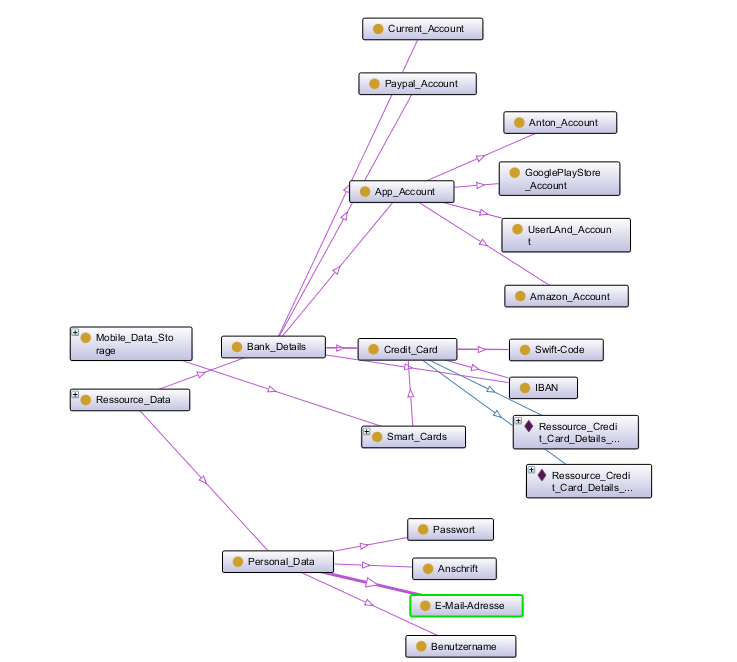 Current_Account
Paypal_Account
Anton_Account
GooglePlayStore
_Account
App_Account
UserLAnd_Accoun
t
Amazon_Account
Mobile_Data_Sto
rage
Bank_Details
Credit_Card
Swift-Code
IBAN
Ressource_Data
Smart_Cards
Ressource_Credi
t_Card_Details_...
Ressource_Credi
t_Card_Details_...
Passwort
Personal_Data
Anschrift
E-Mail-Adresse
Benutzername